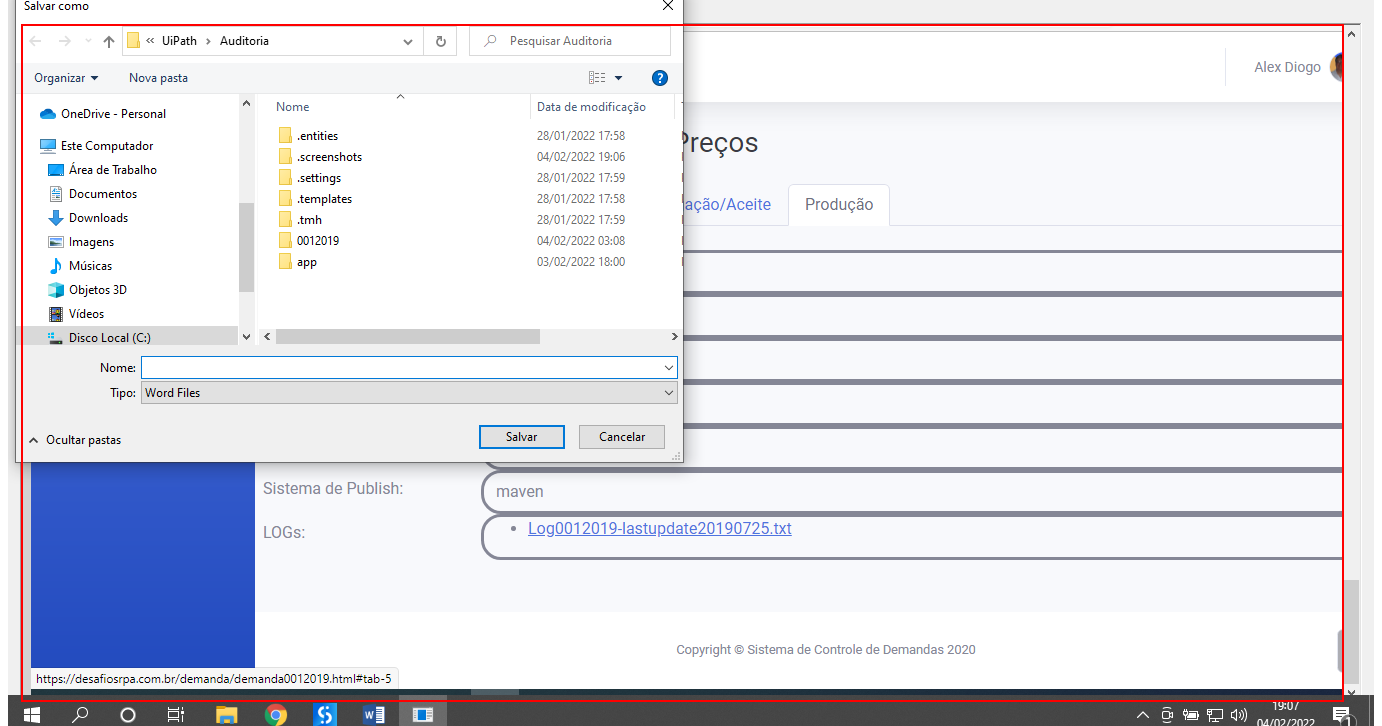 Salvar como
« UiPath › Auditoria
Pesquisar Auditoria
Organizar
Nova pasta
?
OneDrive - Personal
Este Computador
Área de Trabalho
Documentos
Downloads
Imagens
Músicas
Objetos 3D
Vídeos
Disco Local (C:)
Nome
Data de modificação
.entities
28/01/2022 17:58
.screenshots
04/02/2022 19:06
.settings
28/01/2022 17:59
.templates
28/01/2022 17:58
.tmh
28/01/2022 17:59
0012019
04/02/2022 03:08
app
03/02/2022 18:00
Nome:
Tipo:
Word Files
Ocultar pastas
Salvar
Cancelar
Alex Diogo
Preços
ação/Aceite
Produção
Sistema de Publish:
maven
LOGs:
• Log0012019-lastupdate20190725.txt
Copyright © Sistema de Controle de Demandas 2020
https://desafiosrpa.com.br/demanda/demanda0012019.html#tab-5
19:07
04/02/2022
1